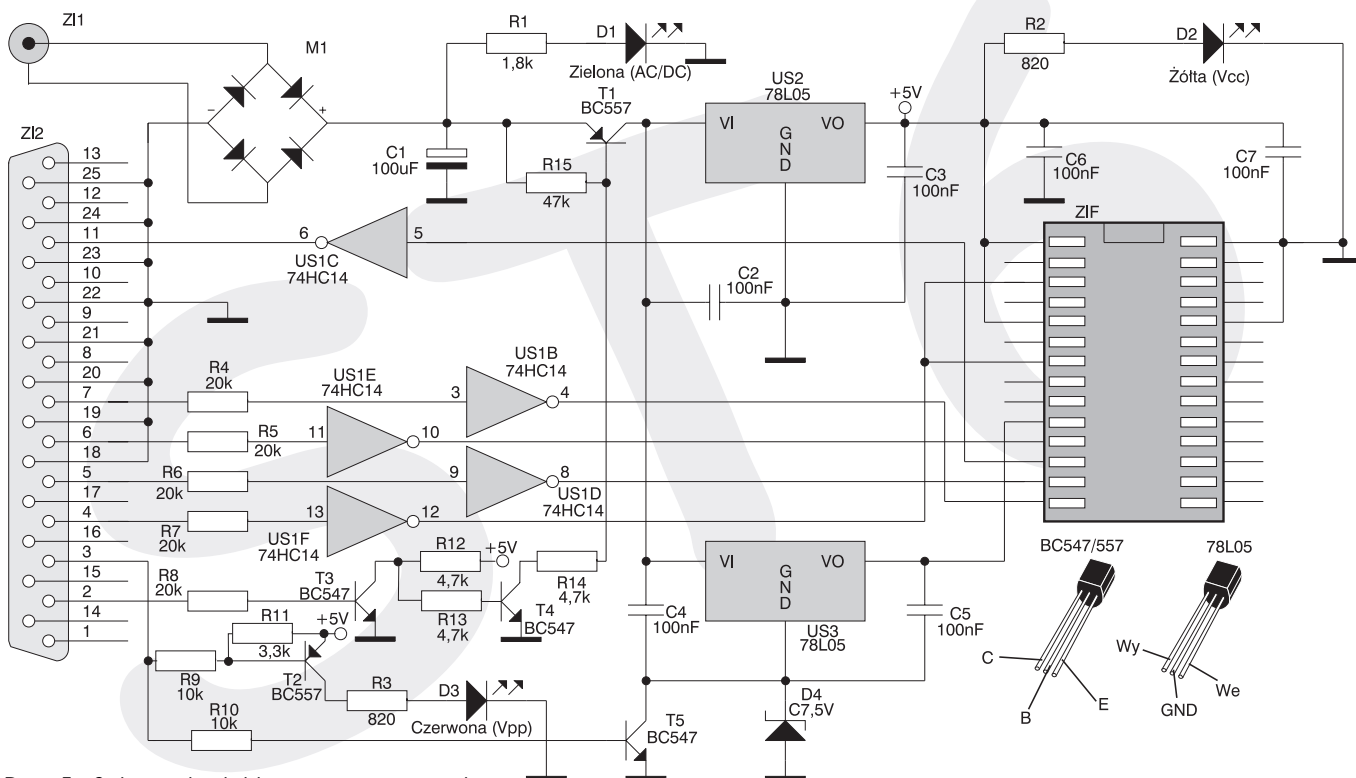 Zł1
M1
R1
1,8k
D1
Zielona (AC/DC)
T1
BC557
US2
78L05
VI
VO
GND
+5V
R2
820
D2
Żółta (Vcc)
Zł2
–
+
C1
100uF
R15
47k
C3
100nF
C6
100nF
C7
100nF
ZIF
13
25
12
24
11
23
10
22
9
21
8
20
7
19
6
18
5
17
4
16
3
15
2
14
1
6
5
US1C
74HC14
C2
100nF
R4
20k
US1E
74HC14
US1B
74HC14
3
4
R5
20k
11
10
R6
20k
9
8
US1D
74HC14
R7
20k
13
12
US1F
74HC14
R8
20k
T3
BC547
R12
4,7k
+5V
R13
4,7k
T4
BC547
R14
4,7k
C4
100nF
VI
VO
GND
US3
78L05
C5
100nF
R11
3,3k
+5V
R9
10k
T2
BC557
R3
820
D3
Czerwona (Vpp)
R10
10k
T5
BC547
D4
C7,5V
BC547/557
C
B
E
78L05
Wy
GND
We